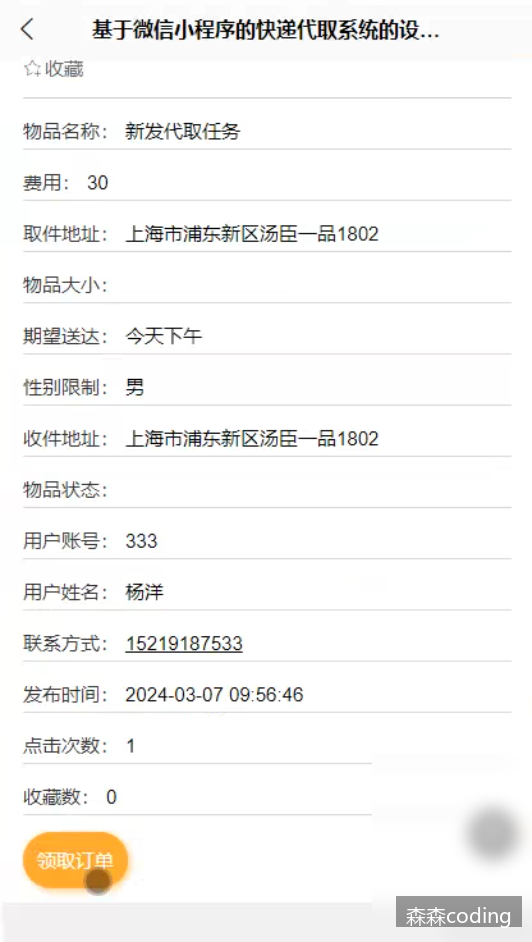 基于微信小程序的快递代取系统的设...
收藏
物品名称： 新发代取任务
费用： 30
取件地址： 上海市浦东新区汤臣一品1802
物品大小：
期望送达： 今天下午
性别限制： 男
收件地址： 上海市浦东新区汤臣一品1802
物品状态：
用户账号： 333
用户姓名： 杨洋
联系方式： 15219187533
发布时间： 2024-03-07 09:56:46
点击次数： 1
收藏数： 0
领取订单
森森coding